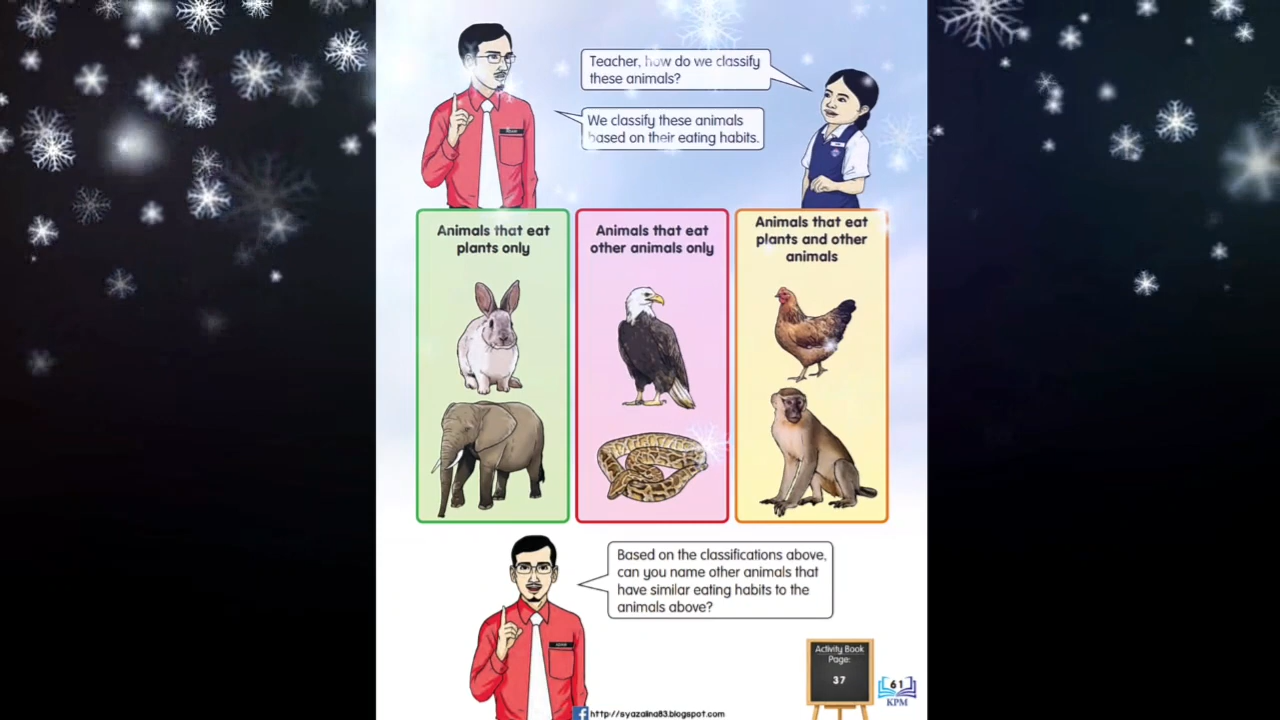 Teacher, how do we classify
these animals?
We classify these animals
based on their eating habits.
Animals that eat
plants only
Animals that eat
other animals only
Animals that eat
plants and other
animals
Based on the classifications above,
can you name other animals that
have similar eating habits to the
animals above?
Activity Book
Page:
37
61
KPM
http://syazalina83.blogspot.com